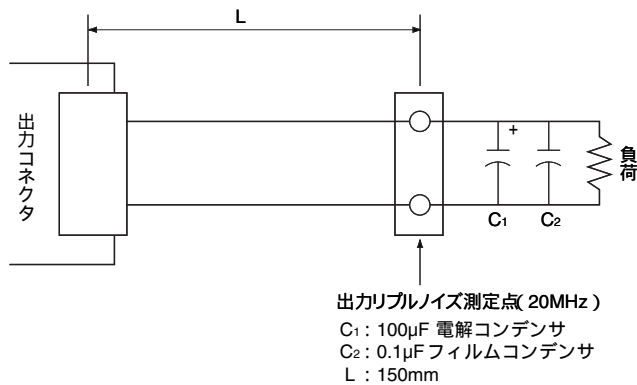 L
出力コネクタ
+
負荷
C1
C2
出力リプルノイズ測定点(20MHz)
C1:100µF 電解コンデンサ
C2:0.1µFフィルムコンデンサ
L:150mm